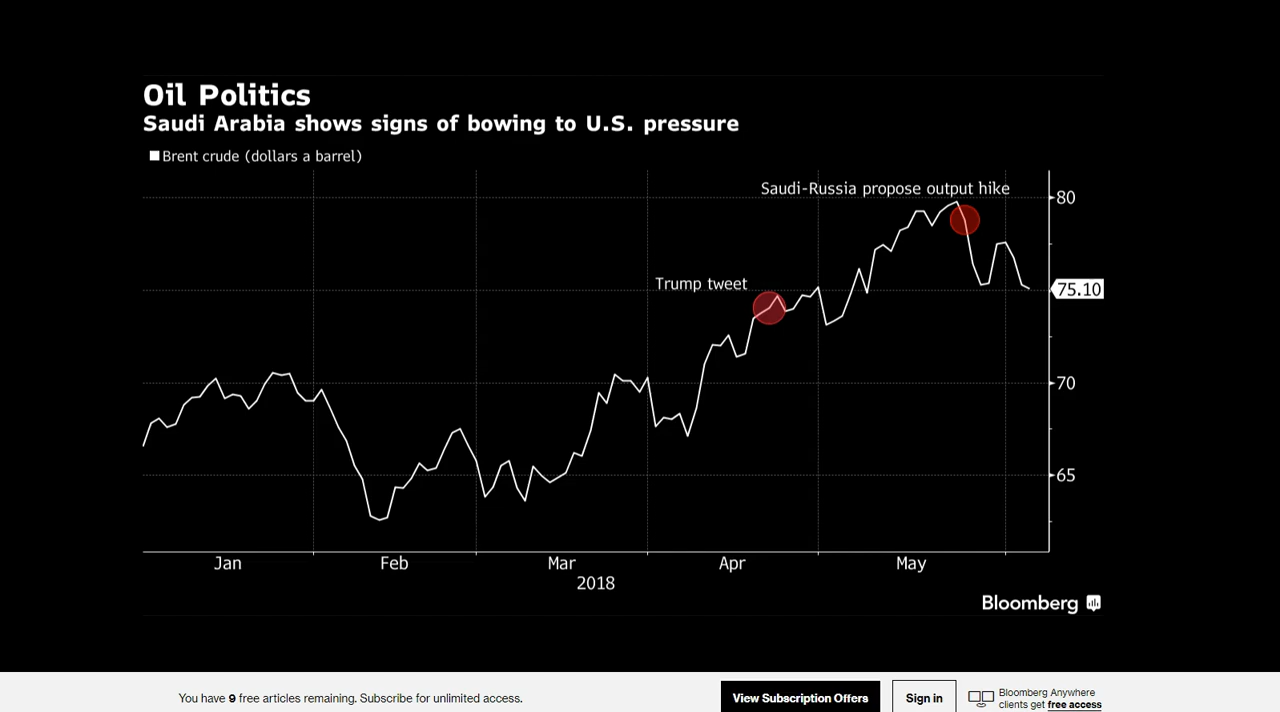 Oil Politics
Saudi Arabia shows signs of bowing to U.S. pressure
Brent crude (dollars a barrel)
Saudi-Russia propose output hike
80
Trump tweet
75.10
70
65
Jan Feb Mar Apr May
2018
Bloomberg
You have 9 free articles remaining. Subscribe for unlimited access.
View Subscription Offers
Sign in
Bloomberg Anywhere
clients get free access